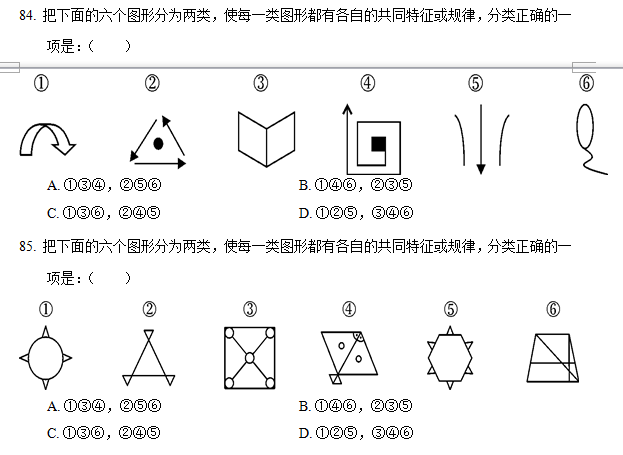 84. 把下面的六个图形分为两类，使每一类图形都有各自的共同特征或规律，分类正确的一
项是：（　　）
① ② ③ ④ ⑤ ⑥
A. ①③④，②⑤⑥ B. ①④⑥，②③⑤
C. ①③⑥，②④⑤ D. ①②⑤，③④⑥
85. 把下面的六个图形分为两类，使每一类图形都有各自的共同特征或规律，分类正确的一
项是：（　　）
① ② ③ ④ ⑤ ⑥
A. ①③④，②⑤⑥ B. ①④⑥，②③⑤
C. ①③⑥，②④⑤ D. ①②⑤，③④⑥